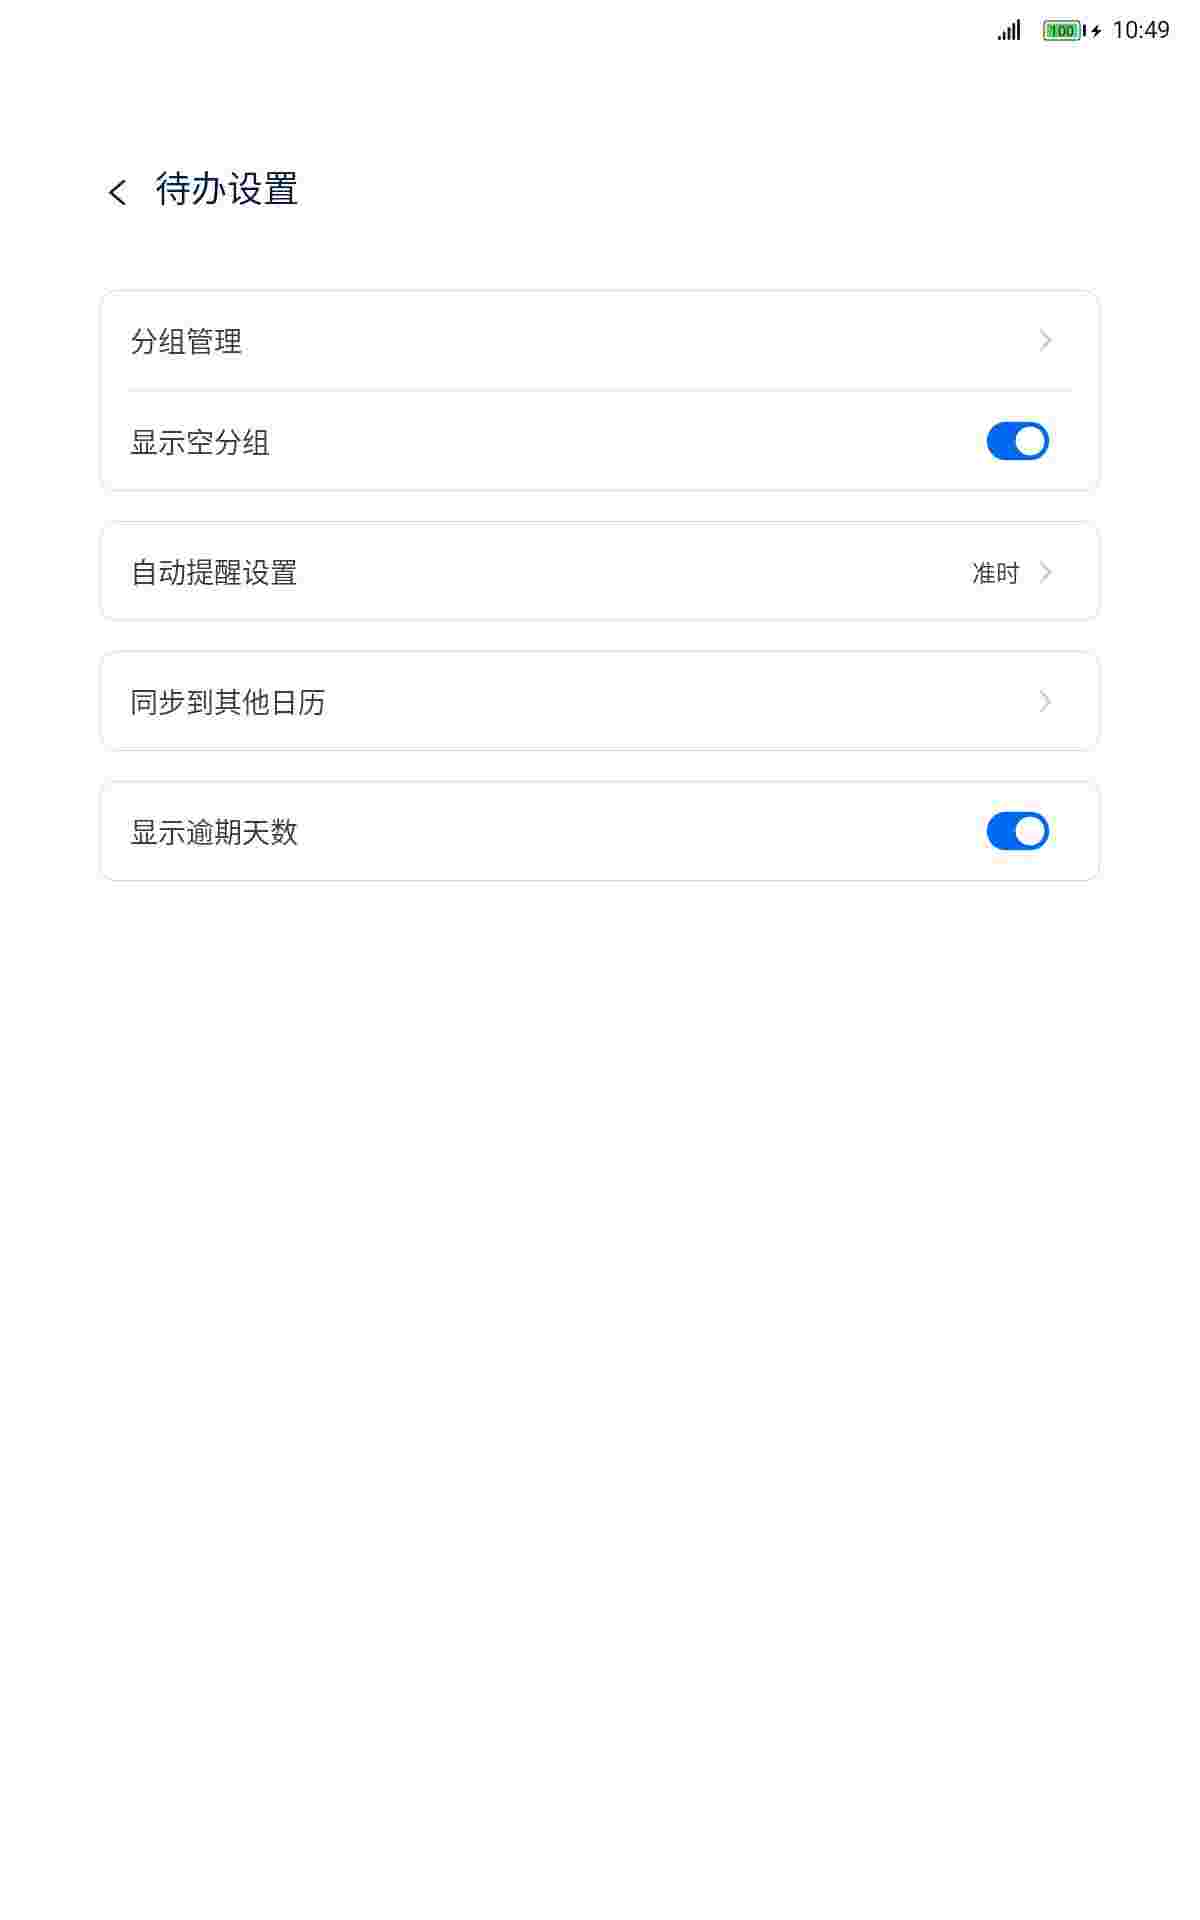 100 10:49
待办设置
分组管理
显示空分组
自动提醒设置 准时
同步到其他日历
显示逾期天数